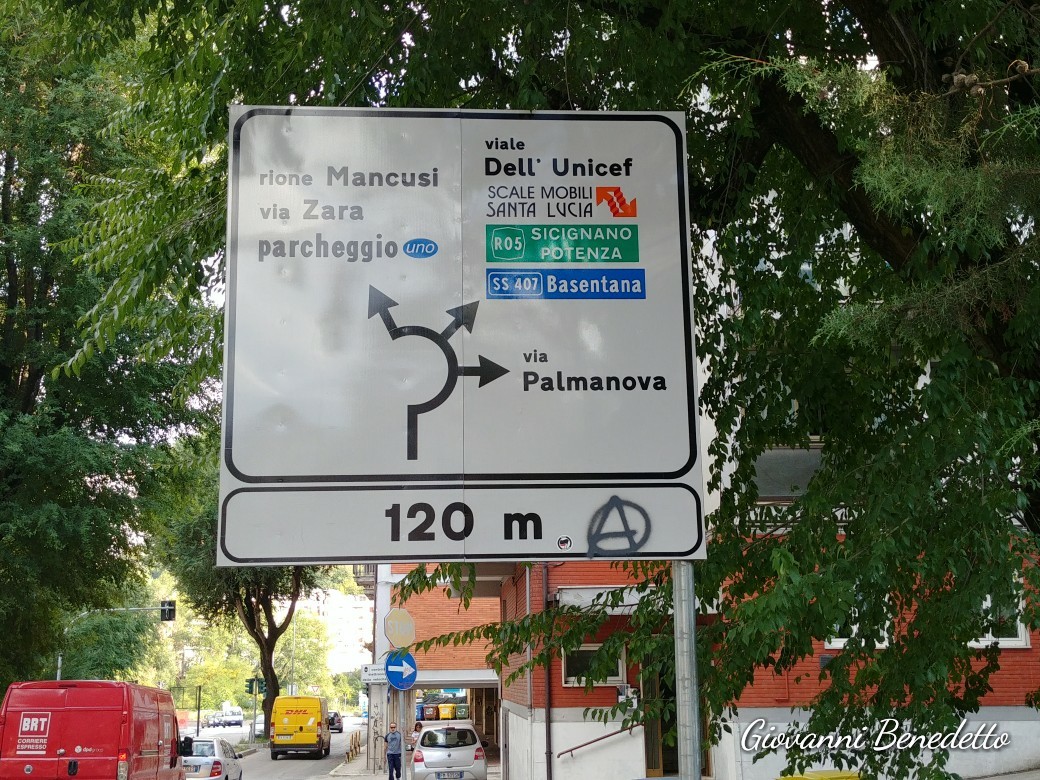 rione Mancusi
via Zara
parcheggio uno
viale
Dell' Unicef
SCALE MOBILI
SANTA LUCIA
R05 SICIGNANO
POTENZA
SS 407 Basentana
via
Palmanova
120 m
A
BRT
CORRIERE
ESPRESSO
dpdgroup
DHL
Giovanni Benedetto